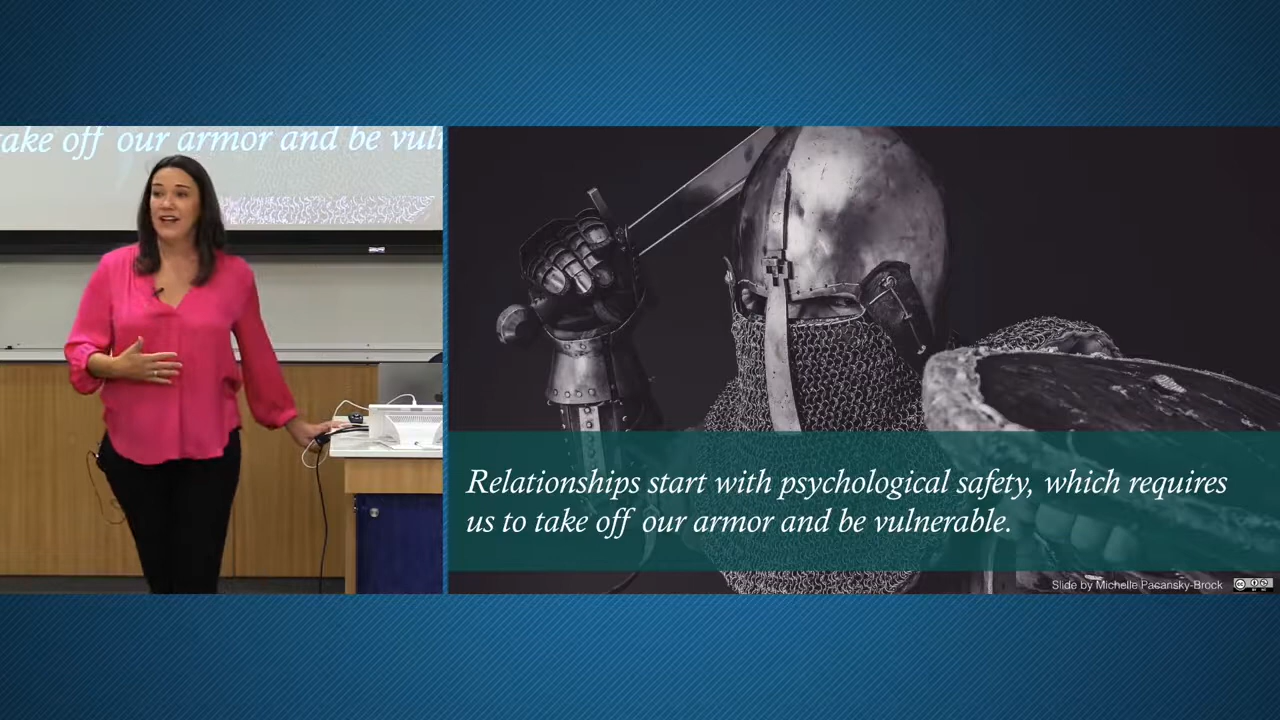 take off our armor and be vul
Relationships start with psychological safety, which requires
us to take off our armor and be vulnerable.
Slide by Michelle Pacansky-Brock